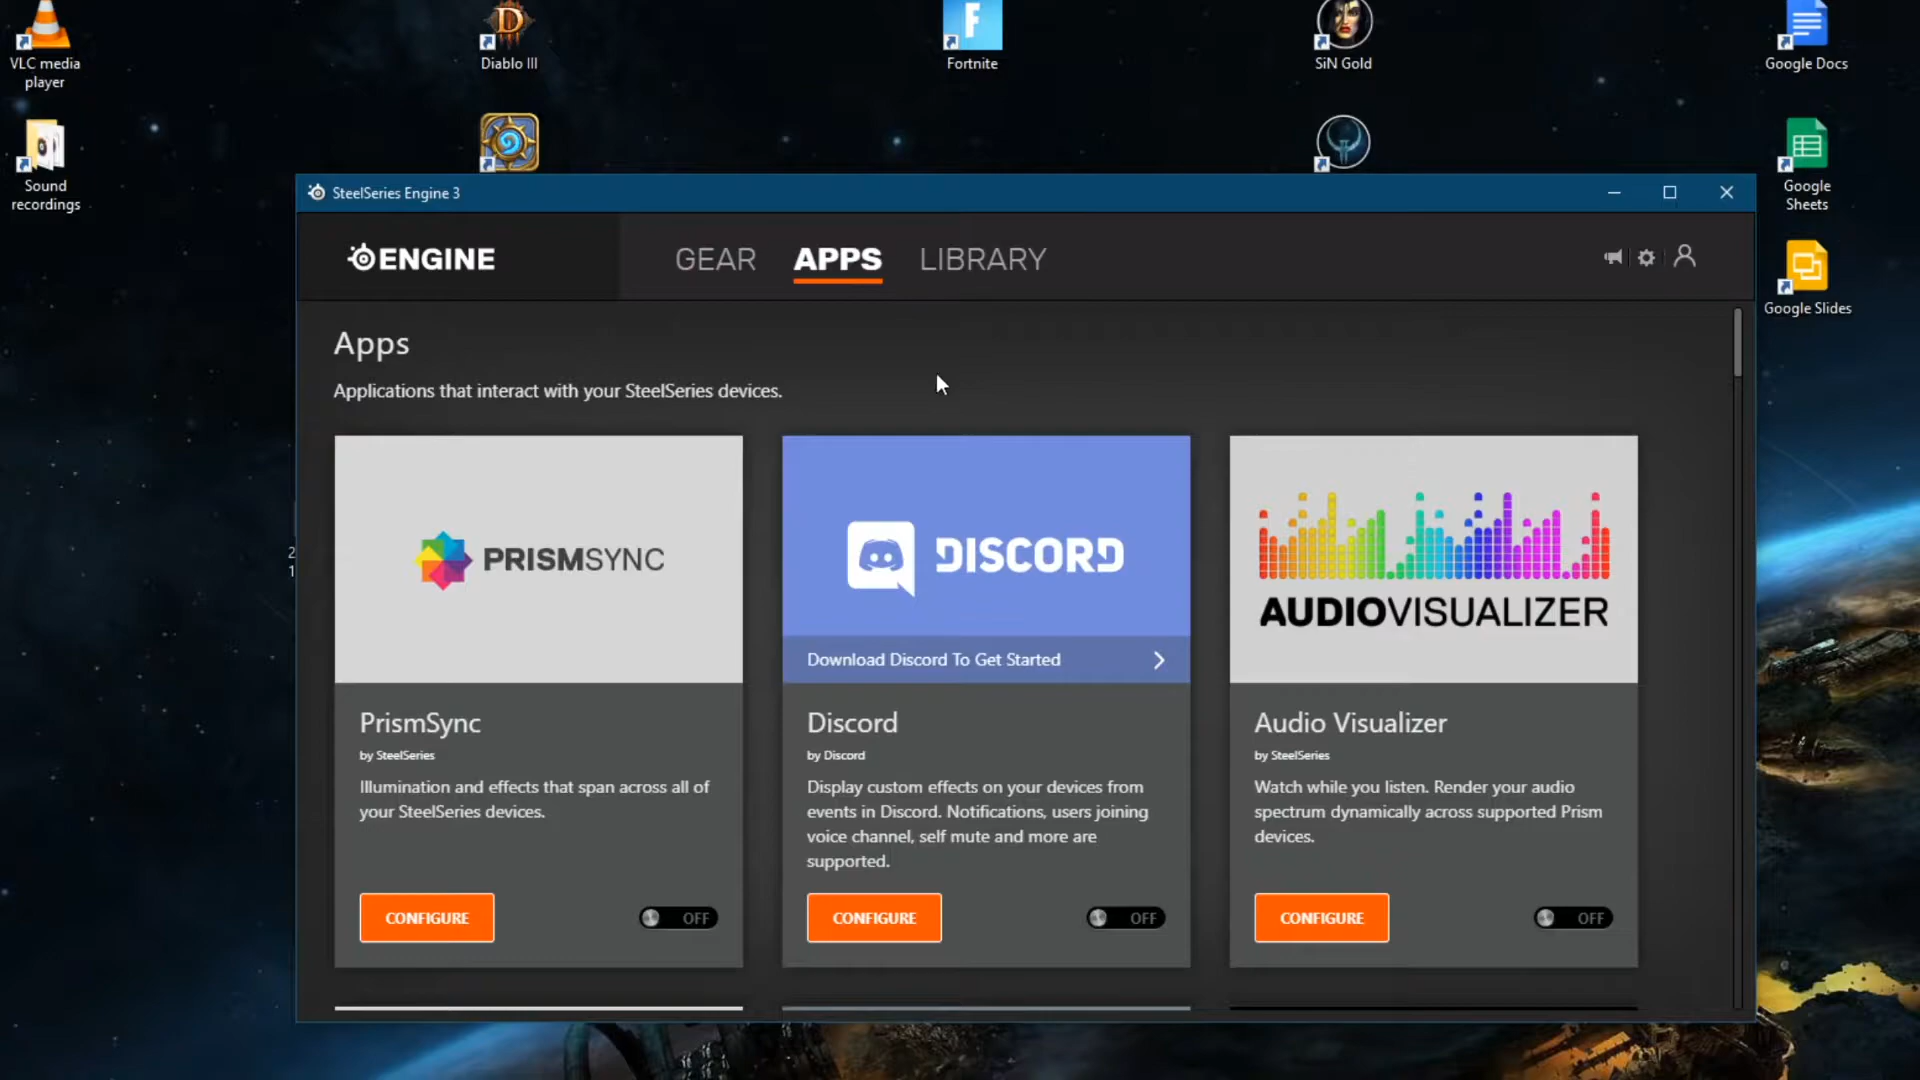 VLC media
player
Diablo III
Fortnite
SiN Gold
Google Docs
Sound
recordings
Google
Sheets
Google Slides
2
1
SteelSeries Engine 3
ENGINE
GEAR
APPS
LIBRARY
Apps
Applications that interact with your SteelSeries devices.
PRISMSYNC
DISCORD
Download Discord To Get Started
AUDIOVISUALIZER
PrismSync
by SteelSeries
Illumination and effects that span across all of
your SteelSeries devices.
CONFIGURE
OFF
Discord
by Discord
Display custom effects on your devices from
events in Discord. Notifications, users joining
voice channel, self mute and more are
supported.
CONFIGURE
OFF
Audio Visualizer
by SteelSeries
Watch while you listen. Render your audio
spectrum dynamically across supported Prism
devices.
CONFIGURE
OFF